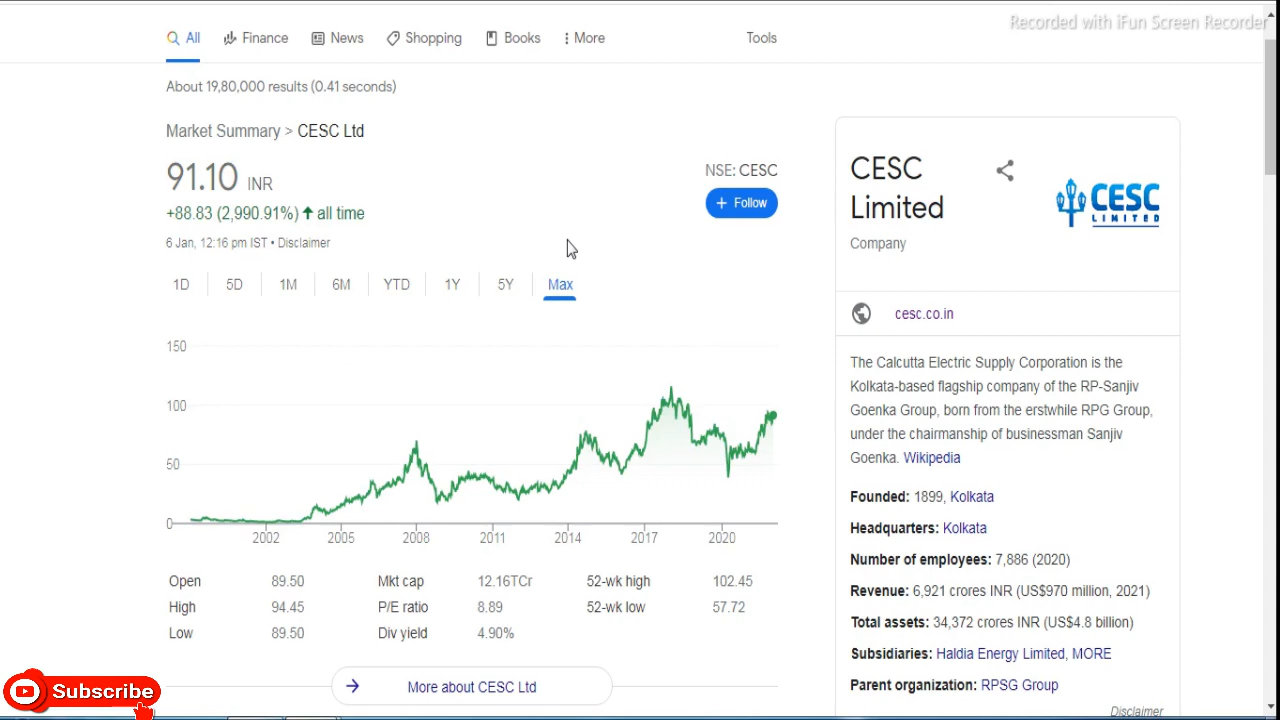 Recorded with iFun Screen Recorder
All
Finance
News
Shopping
Books
More
Tools
About 19,80,000 results (0.41 seconds)
Market Summary > CESC Ltd
91.10 INR
+88.83 (2,990.91%) ↑ all time
6 Jan, 12:16 pm IST • Disclaimer
NSE: CESC
+ Follow
1D
5D
1M
6M
YTD
1Y
5Y
Max
150
100
50
0
2002
2005
2008
2011
2014
2017
2020
Open 89.50
High 94.45
Low 89.50
Mkt cap 12.16TCr
P/E ratio 8.89
Div yield 4.90%
52-wk high 102.45
52-wk low 57.72
More about CESC Ltd
CESC
Limited
Company
CESC
LIMITED
cesc.co.in
The Calcutta Electric Supply Corporation is the
Kolkata-based flagship company of the RP-Sanjiv
Goenka Group, born from the erstwhile RPG Group,
under the chairmanship of businessman Sanjiv
Goenka. Wikipedia
Founded: 1899, Kolkata
Headquarters: Kolkata
Number of employees: 7,886 (2020)
Revenue: 6,921 crores INR (US$970 million, 2021)
Total assets: 34,372 crores INR (US$4.8 billion)
Subsidiaries: Haldia Energy Limited, MORE
Parent organization: RPSG Group
Disclaimer
Subscribe